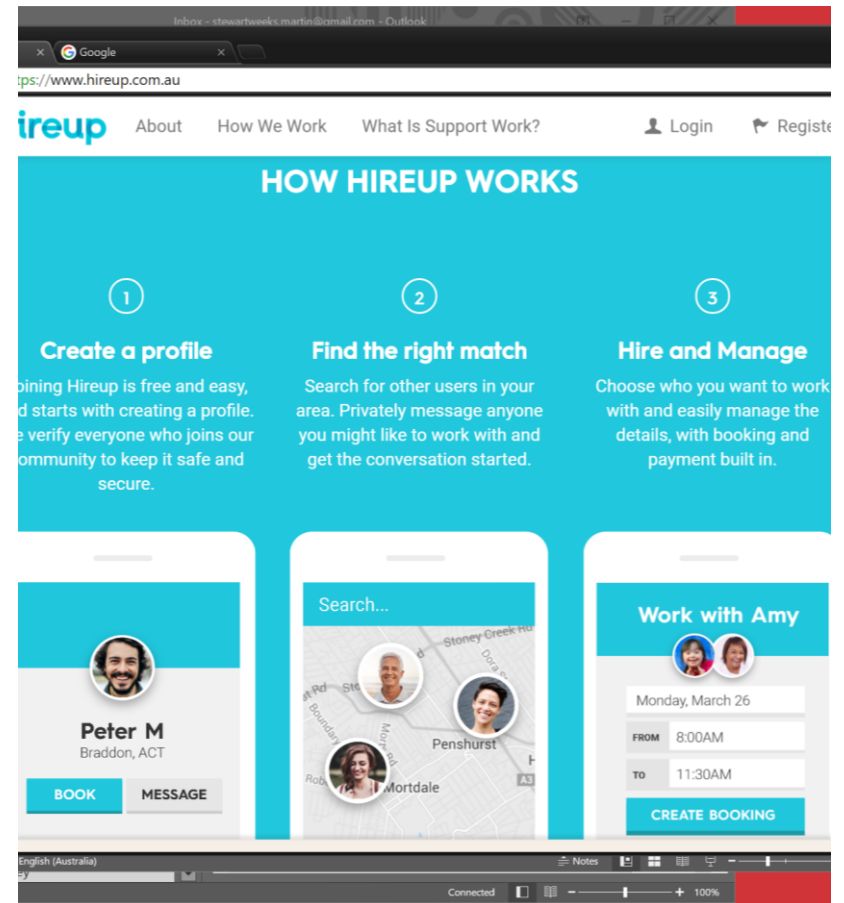 Inbox - stewartweeks.martin@gmail.com - Outlook
Google
tps://www.hireup.com.au
ireup About How We Work What Is Support Work? Login Registe
HOW HIREUP WORKS
1
Create a profile
oining Hireup is free and easy,
d starts with creating a profile.
e verify everyone who joins our
ommunity to keep it safe and
secure.
2
Find the right match
Search for other users in your
area. Privately message anyone
you might like to work with and
get the conversation started.
3
Hire and Manage
Choose who you want to work
with and easily manage the
details, with booking and
payment built in.
Peter M
Braddon, ACT
BOOK MESSAGE
Search...
Stoney Creek Rd
Boundary
Penshurst
Mortdale
A3
Work with Amy
Monday, March 26
FROM 8:00AM
TO 11:30AM
CREATE BOOKING
English (Australia)
Notes
Connected
100%